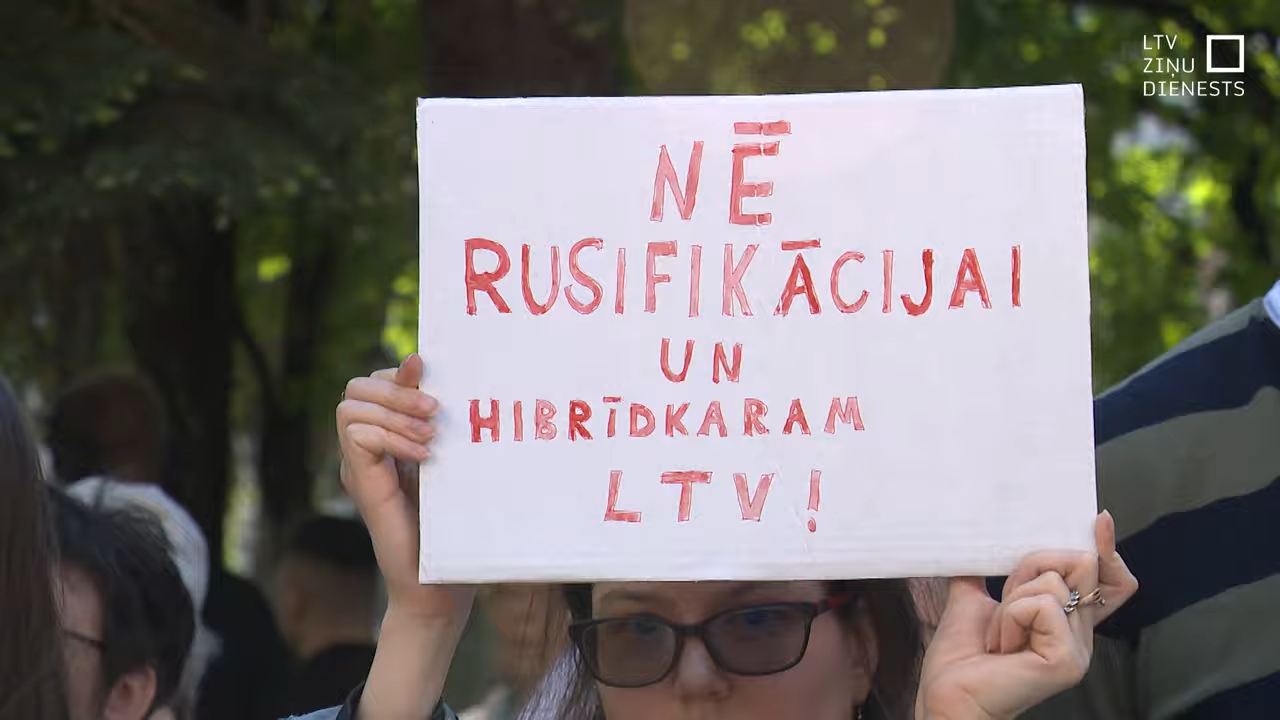 LTV
ZIŅU
DIENESTS
NĒ
RUSIFIKĀCIJAI
UN
HIBRĪDKARAM
LTV!